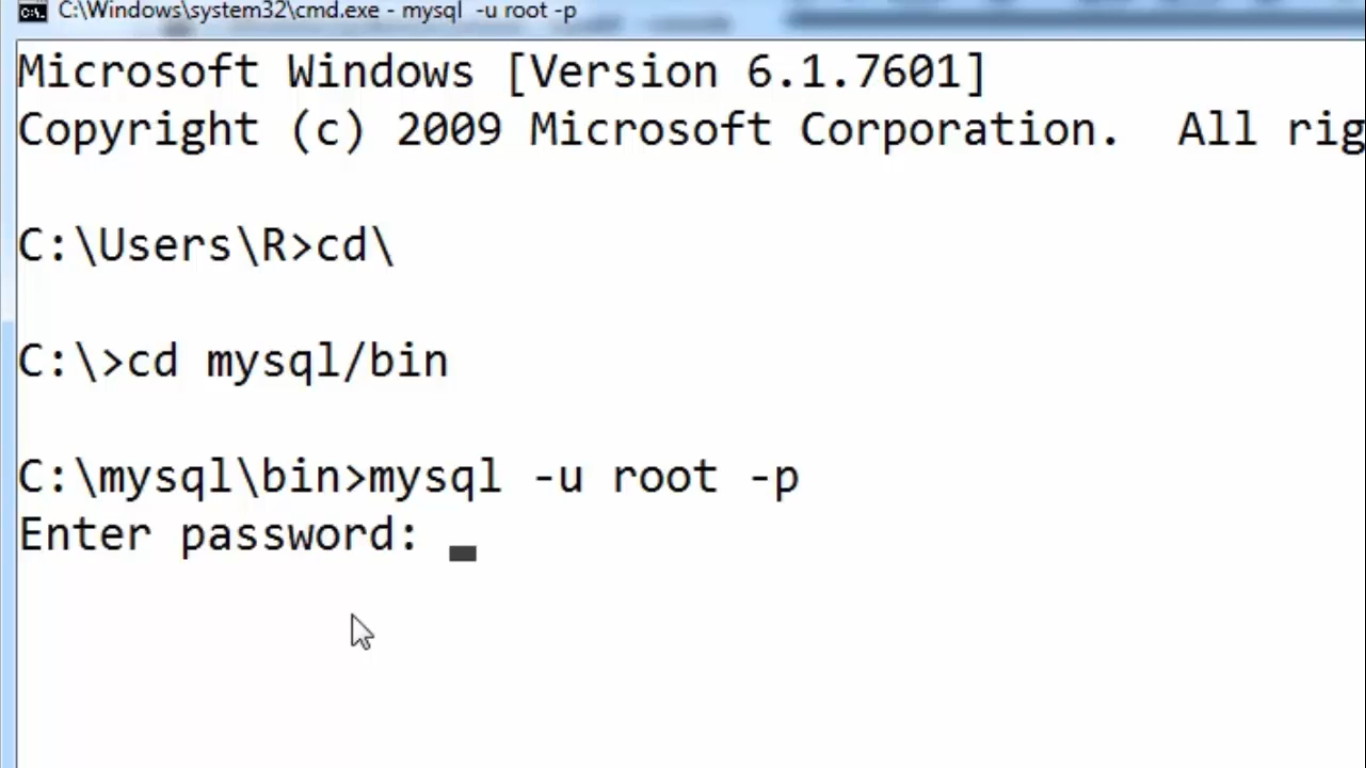 C:\Windows\system32\cmd.exe - mysql  -u root -p
Microsoft Windows [Version 6.1.7601]
Copyright (c) 2009 Microsoft Corporation.  All rig
C:\Users\R>cd\
C:\>cd mysql/bin
C:\mysql\bin>mysql -u root -p
Enter password: